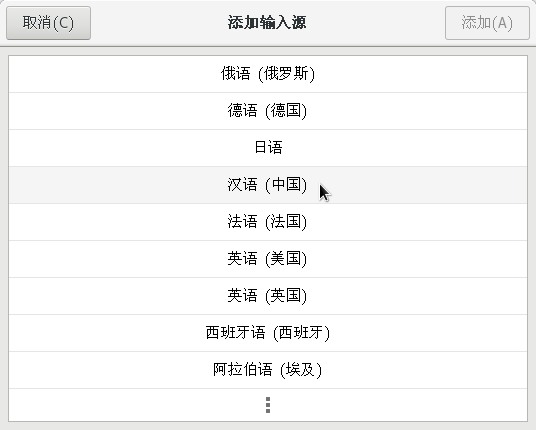 取消(C) 添加输入源 添加(A)
俄语 (俄罗斯)
德语 (德国)
日语
汉语 (中国)
法语 (法国)
英语 (美国)
英语 (英国)
西班牙语 (西班牙)
阿拉伯语 (埃及)